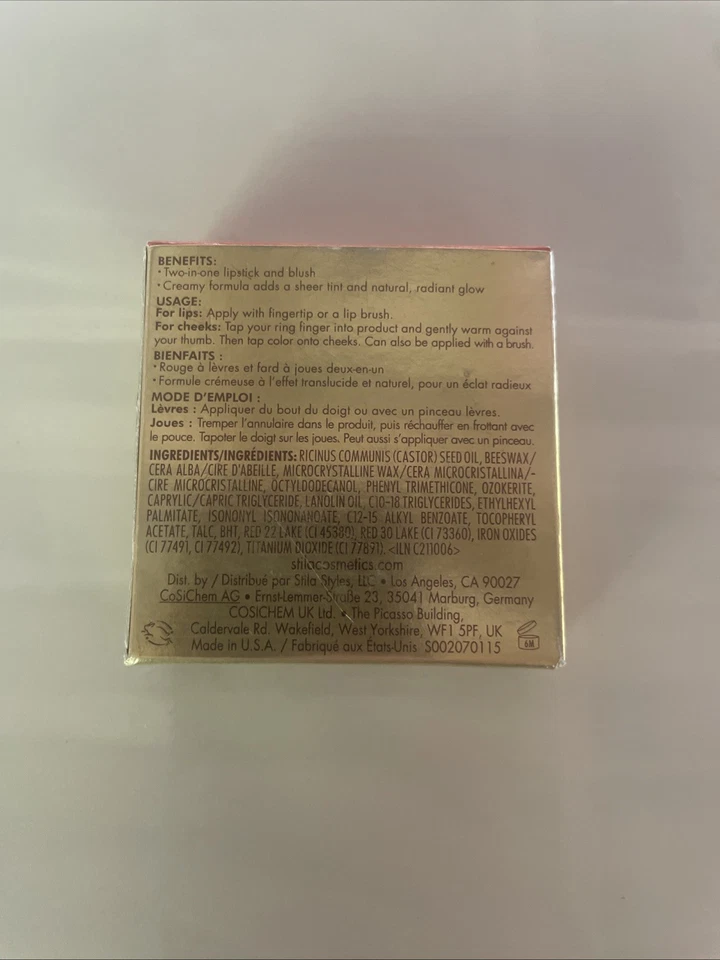 BENEFITS:
· Two-in-one lipstick and blush
· Creamy formula adds a sheer tint and natural, radiant glow
USAGE:
For lips: Apply with fingertip or a lip brush.
For cheeks: Tap your ring finger into product and gently warm against
your thumb. Then tap color onto cheeks. Can also be applied with a brush.
BIENFAITS :
· Rouge à lèvres et fard à joues deux-en-un
· Formule crémeuse à l'effet translucide et naturel, pour un éclat radieux
MODE D'EMPLOI :
Lèvres : Appliquer du bout du doigt ou avec un pinceau lèvres.
Joues : Tremper l'annulaire dans le produit, puis réchauffer en frottant avec
le pouce. Tapoter le doigt sur les joues. Peut aussi s'appliquer avec un pinceau.
INGREDIENTS/INGRÉDIENTS: RICINUS COMMUNIS (CASTOR) SEED OIL, BEESWAX/
CERA ALBA/CIRE D'ABEILLE, MICROCRYSTALLINE WAX/CERA MICROCRISTALLINA/-
CIRE MICROCRISTALLINE, OCTYLDODECANOL, PHENYL TRIMETHICONE, OZOKERITE,
CAPRYLIC/CAPRIC TRIGLYCERIDE, LANOLIN OIL, C10-18 TRIGLYCERIDES, ETHYLHEXYL
PALMITATE, ISONONYL ISONONANOATE, C12-15 ALKYL BENZOATE, TOCOPHERYL
ACETATE, TALC, BHT, RED 22 LAKE (CI 45380), RED 30 LAKE (CI 73360), IRON OXIDES
(CI 77491, CI 77492), TITANIUM DIOXIDE (CI 77891). <ILN C211006>
stilacosmetics.com
Dist. by / Distribué par Stila Styles, LLC • Los Angeles, CA 90027
CoSiChem AG • Ernst-Lemmer-Straße 23, 35041 Marburg, Germany
COSICHEM UK Ltd. • The Picasso Building,
Caldervale Rd. Wakefield, West Yorkshire, WF1 5PF, UK
Made in U.S.A. / Fabriqué aux États-Unis S002070115
6M